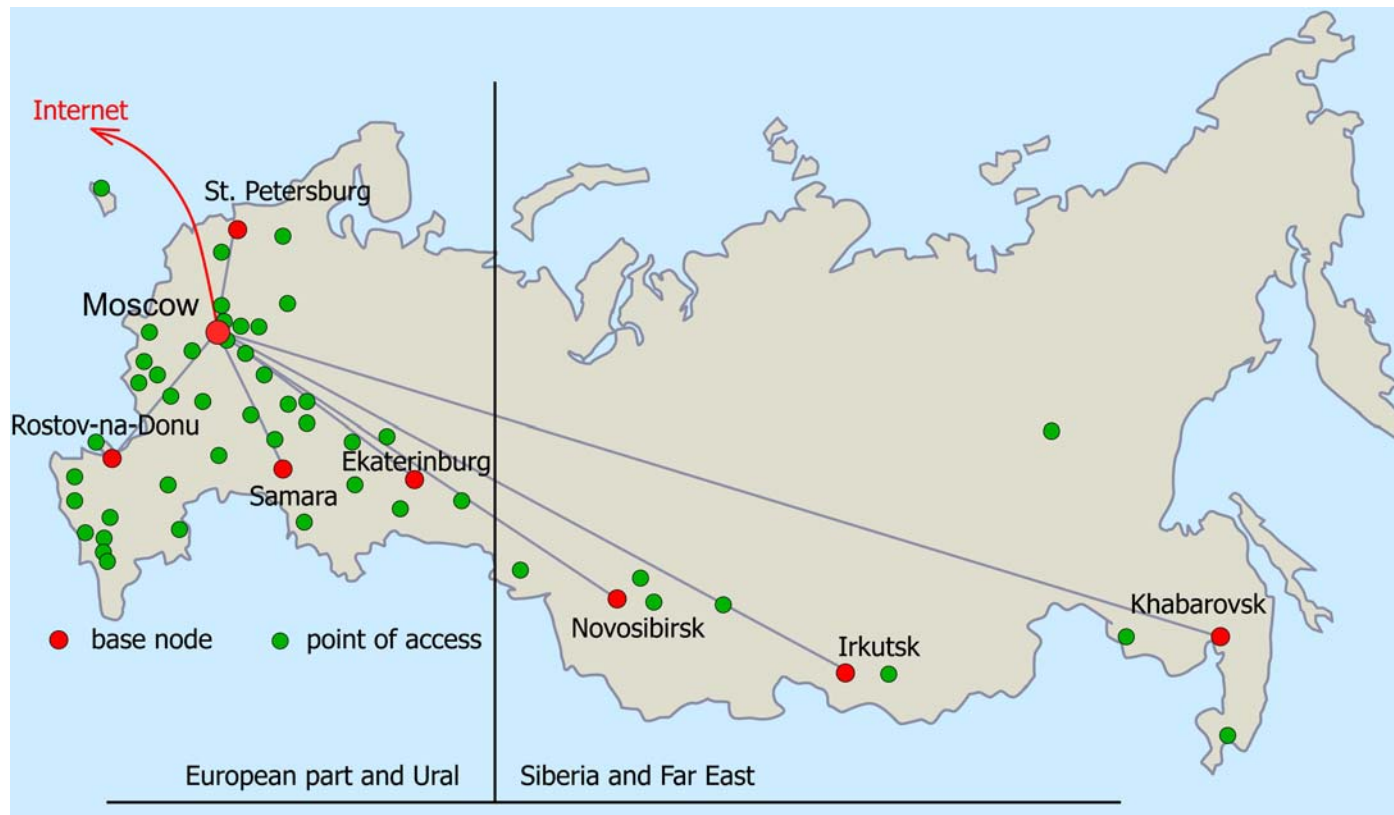 Internet
St. Petersburg
Moscow
Rostov-na-Donu
Ekaterinburg
Samara
Novosibirsk
Irkutsk
Khabarovsk
base node
point of access
European part and Ural
Siberia and Far East